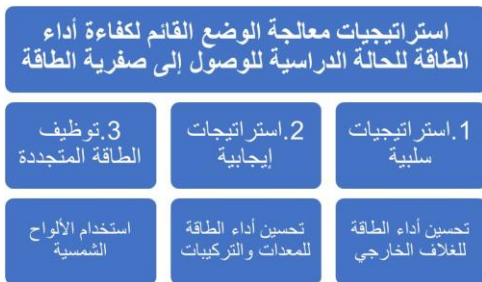 استراتيجيات معالجة الوضع القائم لكفاءة أداء
الطاقة للحالة الدراسية للوصول إلى صفرية الطاقة
1.استراتيجيات
سلبية
2.استراتيجات
إيجابية
3.توظيف
الطاقة المتجددة
تحسين أداء الطاقة
للغلاف الخارجي
تحسين أداء الطاقة
للمعدات والتركيبات
استخدام الألواح
الشمسية